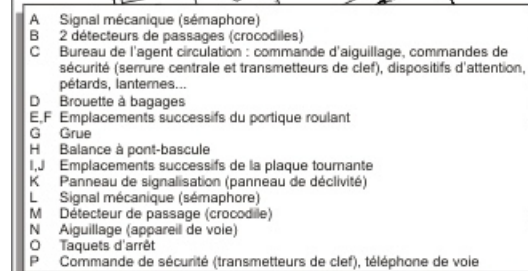 A Signal mécanique (sémaphore)
B 2 détecteurs de passages (crocodiles)
C Bureau de l'agent circulation : commande d'aiguillage, commandes de
sécurité (serrure centrale et transmetteurs de clef), dispositifs d'attention,
pétards, lanternes...
D Brouette à bagages
E,F Emplacements successifs du portique roulant
G Grue
H Balance à pont-bascule
I,J Emplacements successifs de la plaque tournante
K Panneau de signalisation (panneau de déclivité)
L Signal mécanique (sémaphore)
M Détecteur de passage (crocodile)
N Aiguillage (appareil de voie)
O Taquets d'arrêt
P Commande de sécurité (transmetteurs de clef), téléphone de voie